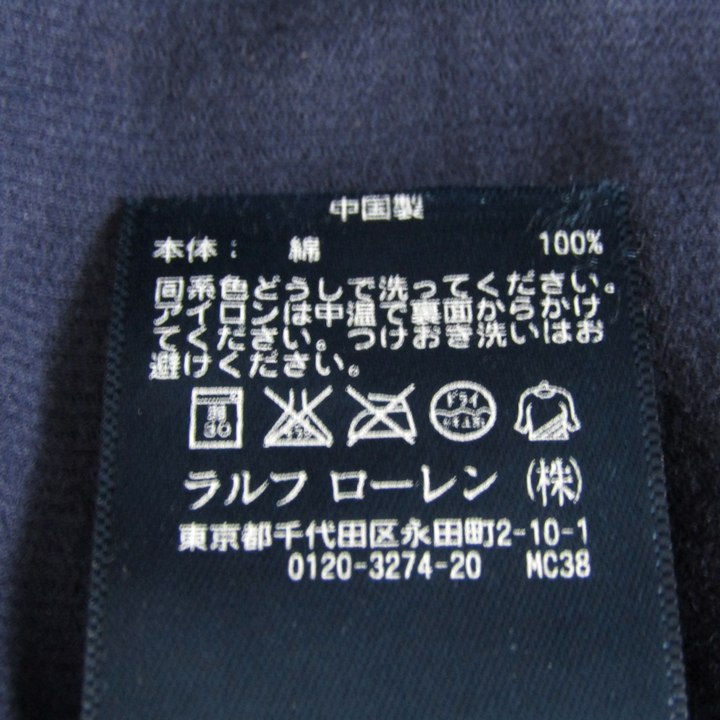 中国製
本体： 綿 100%
同系色どうしで洗ってください。
アイロンは中温で裏面からかけ
てください。つけおき洗いはお
避けください。
30 ドライ
ラルフ ローレン （株）
東京都千代田区永田町2-10-1
0120-3274-20 MC38